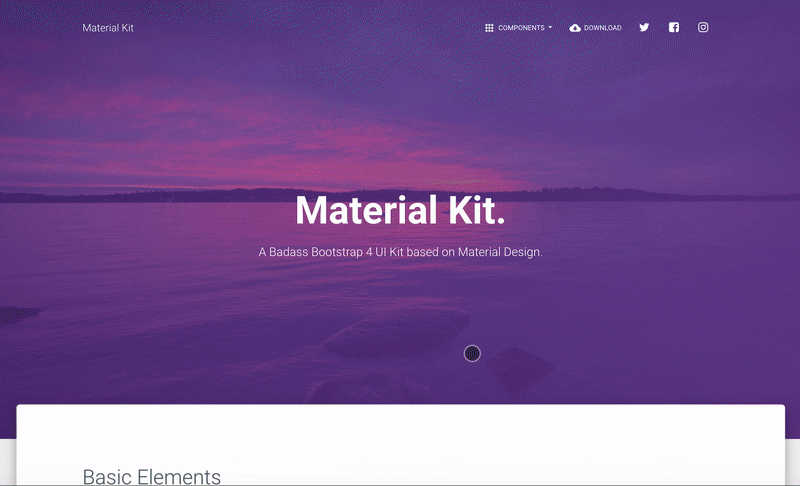 Material Kit
COMPONENTS
DOWNLOAD
Material Kit.
A Badass Bootstrap 4 UI Kit based on Material Design.
Basic Elements